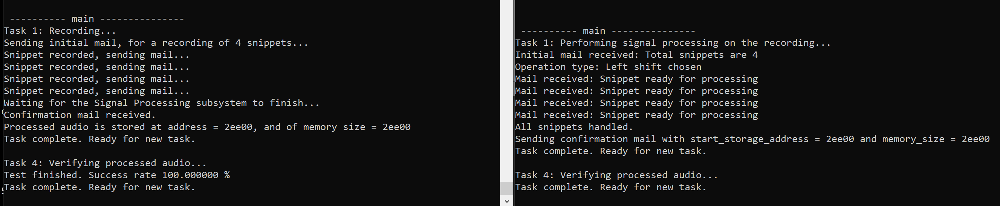 ---------- main ---------------
Task 1: Recording...
Sending initial mail, for a recording of 4 snippets...
Snippet recorded, sending mail...
Snippet recorded, sending mail...
Snippet recorded, sending mail...
Snippet recorded, sending mail...
Waiting for the Signal Processing subsystem to finish...
Confirmation mail received.
Processed audio is stored at address = 2ee00, and of memory size = 2ee00
Task complete. Ready for new task.
Task 4: Verifying processed audio...
Test finished. Success rate 100.000000 %
Task complete. Ready for new task.
---------- main ---------------
Task 1: Performing signal processing on the recording...
Initial mail received: Total snippets are 4
Operation type: Left shift chosen
Mail received: Snippet ready for processing
Mail received: Snippet ready for processing
Mail received: Snippet ready for processing
Mail received: Snippet ready for processing
All snippets handled.
Sending confirmation mail with start_storage_address = 2ee00 and memory_size = 2ee00
Task complete. Ready for new task.
Task 4: Verifying processed audio...
Task complete. Ready for new task.